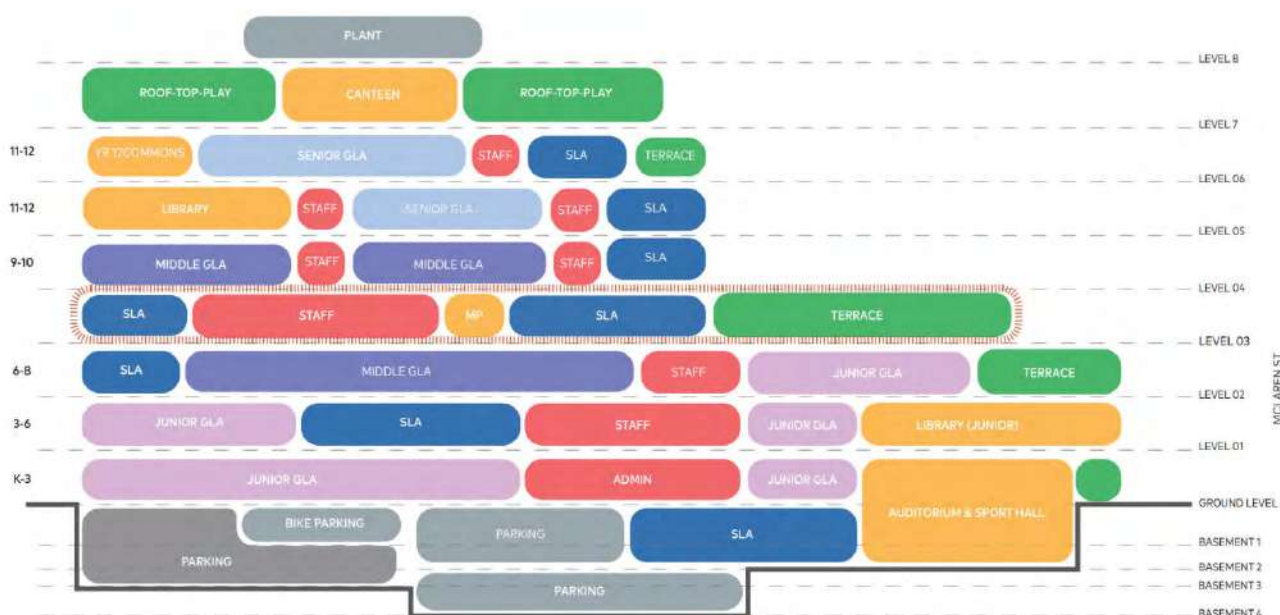 PLANT
LEVEL 8
ROOF-TOP-PLAY CANTEEN ROOF-TOP-PLAY
LEVEL 7
11-12 YR 12COMMONS SENIOR GLA STAFF SLA TERRACE
LEVEL 06
11-12 LIBRARY STAFF SENIOR GLA STAFF SLA
LEVEL 05
9-10 MIDDLE GLA STAFF MIDDLE GLA STAFF SLA
LEVEL 04
SLA STAFF MP SLA TERRACE
LEVEL 03
6-8 SLA MIDDLE GLA STAFF JUNIOR GLA TERRACE
LEVEL 02
3-6 JUNIOR GLA SLA STAFF JUNIOR GLA LIBRARY (JUNIOR)
LEVEL 01
K-3 JUNIOR GLA ADMIN JUNIOR GLA
GROUND LEVEL
AUDITORIUM & SPORT HALL
BIKE PARKING
PARKING SLA
BASEMENT 1
PARKING
BASEMENT 2
BASEMENT 3
PARKING
BASEMENT 4
MCLAREN ST